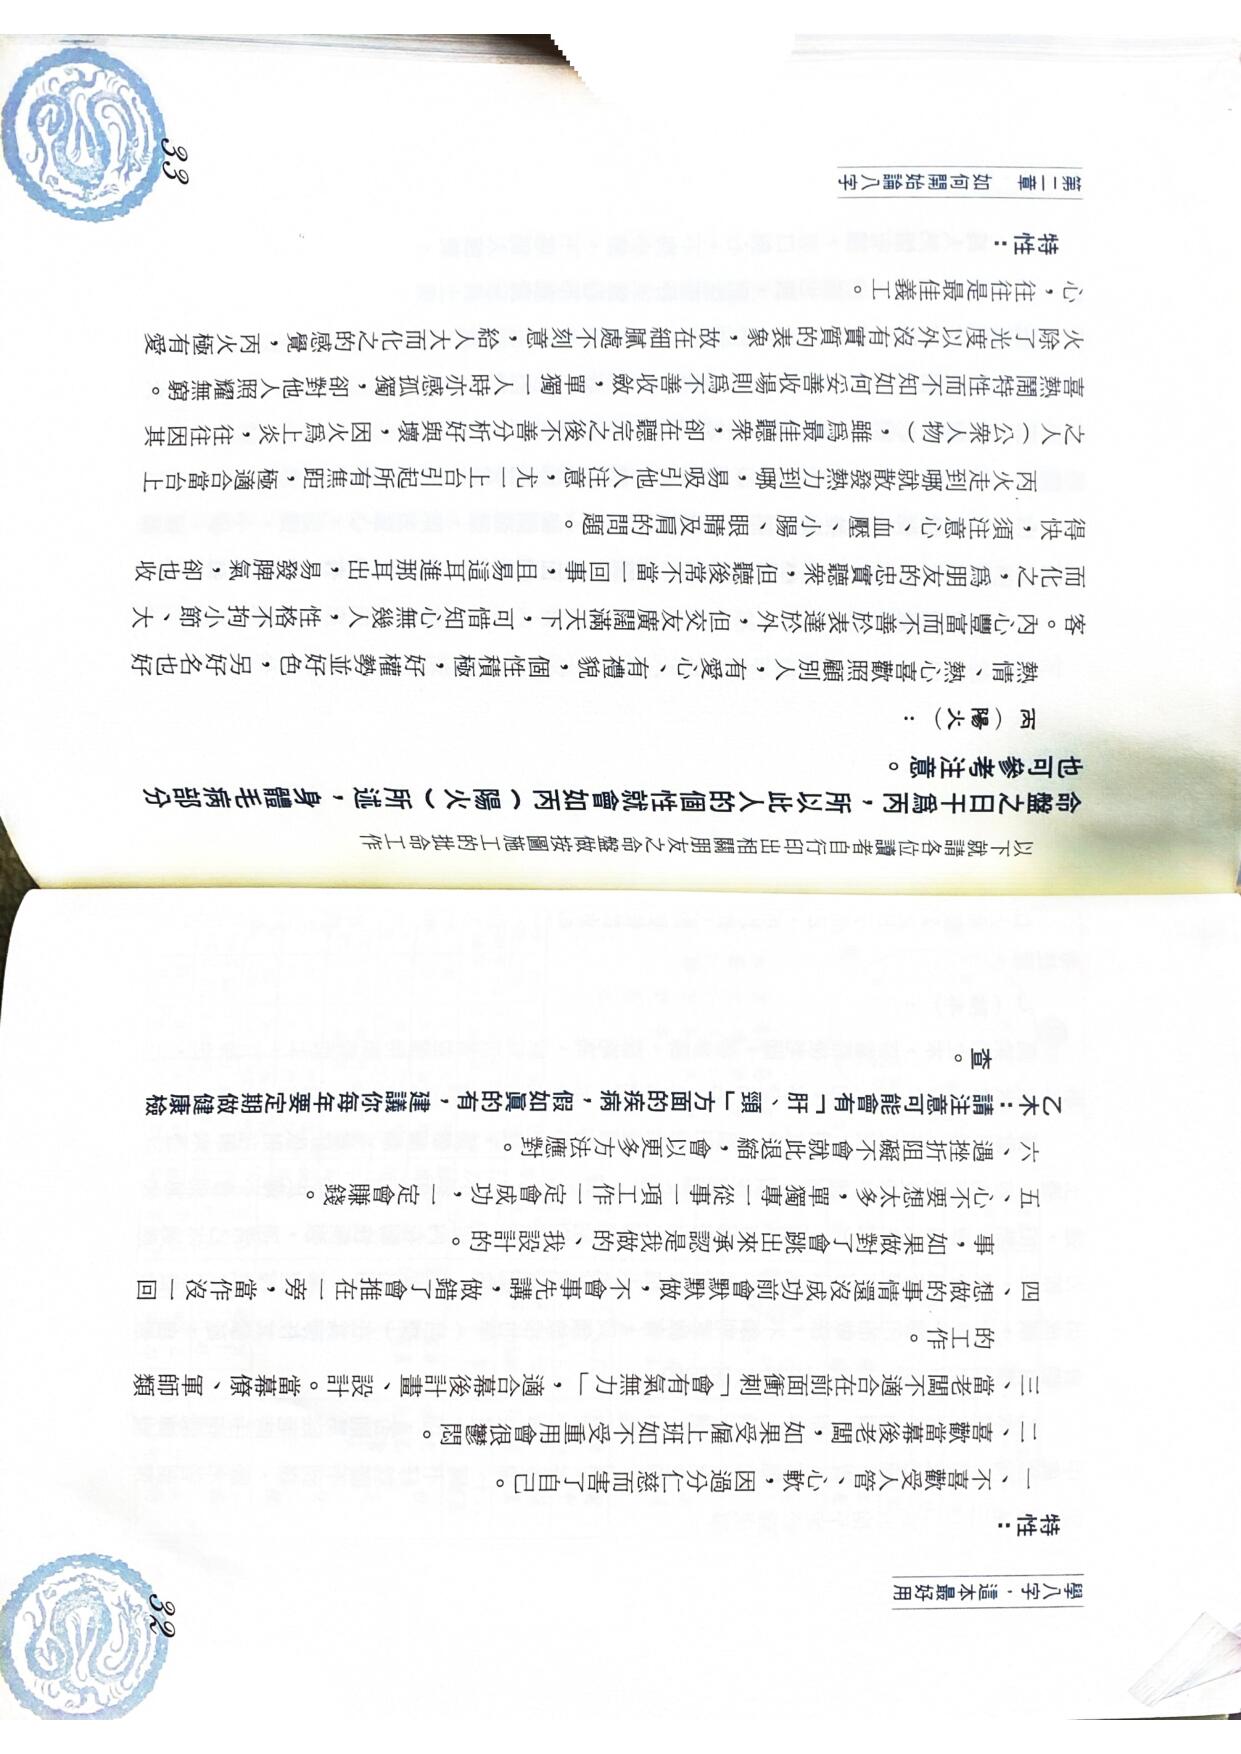 學八字，這本最好用
特性：
一、不喜歡受人管、心軟，因過分仁慈而害了自己。
二、喜歡當幕後老闆，如果受僱上班如不受重用會很鬱悶。
三、當老闆不適合在前面衝刺「會有氣無力」，適合幕後計畫、設計。當幕僚、軍師類
的工作。
四、想做的事情還沒成功前會默默做，不會事先講，做錯了會推在一旁，當作沒一回
事，如果做對了會跳出來承認是我做的、我設計的。
五、心不要想太多，單獨專一從事一項工作一定會成功，一定會賺錢。
六、遇挫折阻礙不會就此退縮，會以更多方法應對。
乙木：請注意可能會有「肝、頸」方面的疾病，假如眞的有，建議你每年要定期做健康檢
查。
32
以下就請各位讀者自行印出相關朋友之命盤做按圖施工的批命工作
命盤之日干爲丙，所以此人的個性就會如丙（陽火）所述，身體毛病部分
也可參考注意。
丙（陽火）：
熱情、熱心喜歡照顧別人，有愛心、有禮貌，個性積極，好權勢並好色，另好名也好
客。內心豐富而不善於表達於外，但交友廣闊滿天下，可惜知心無幾人，性格不拘小節、大
而化之，爲朋友的忠實聽衆，但聽後常不當一回事，且易這耳進那耳出，易發脾氣，卻也收
得快，須注意心、血壓、小腸、眼睛及肩的問題。
丙火走到哪就散發熱力到哪，易吸引他人注意，尤一上台引起所有焦距，極適合當台上
之人（公衆人物），雖爲最佳聽衆，卻在聽完之後不善分析好與壞，因火爲上炎，往往因其
喜熱鬧特性而不知如何妥善收場則爲不善收斂，單獨一人時亦感孤獨，卻對他人照耀無窮。
火除了光度以外沒有實質的表象，故在細膩處不刻意，給人大而化之的感覺，丙火極有愛
心，往往是最佳義工。
特性：
第二章　如何開始論八字
33